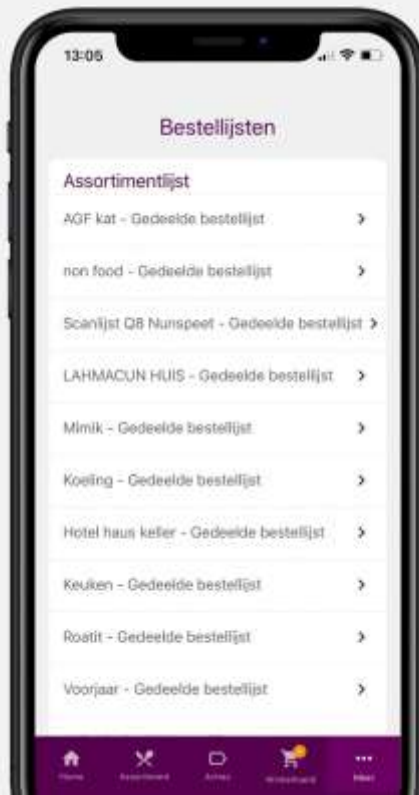 13:05
Bestellijsten
Assortimentlijst
AGF kat - Gedeelde bestellijst
non food - Gedeelde bestellijst
Scanlijst Q8 Nunspeet - Gedeelde bestellijst
LAHMACUN HUIS - Gedeelde bestellijst
Mimik - Gedeelde bestellijst
Koeling - Gedeelde bestellijst
Hotel haus keller - Gedeelde bestellijst
Keuken - Gedeelde bestellijst
Roatit - Gedeelde bestellijst
Voorjaar - Gedeelde bestellijst
Home Assortiment Acties Winkelmand Meer